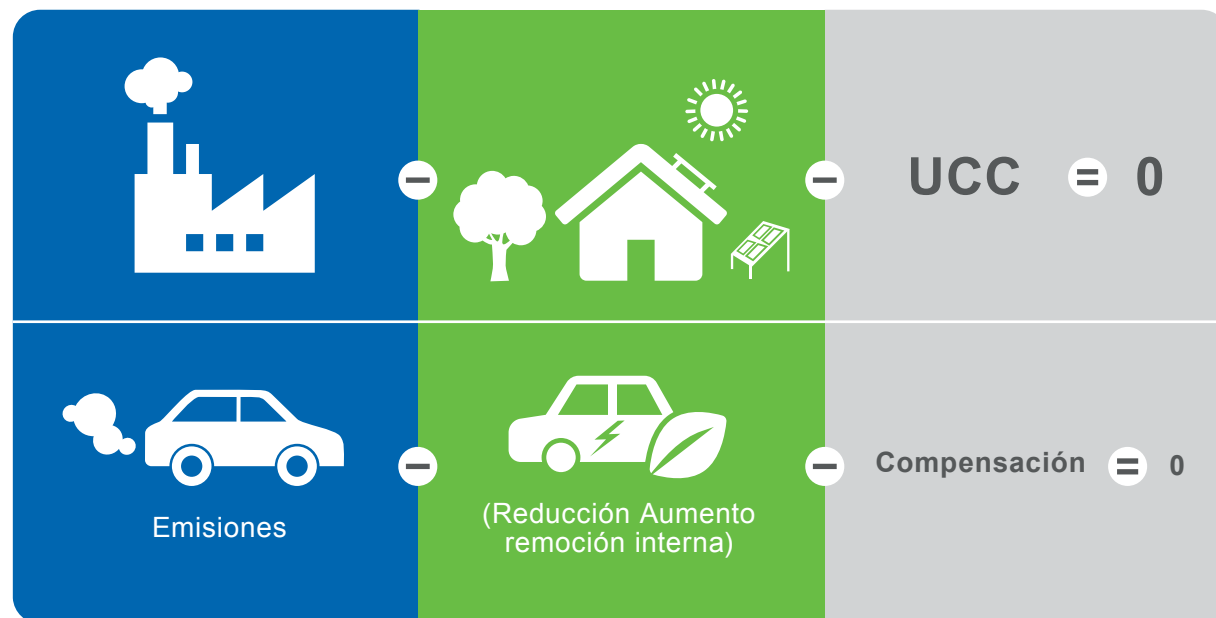 − − UCC = 0
− − Compensación = 0
Emisiones
(Reducción Aumento
remoción interna)